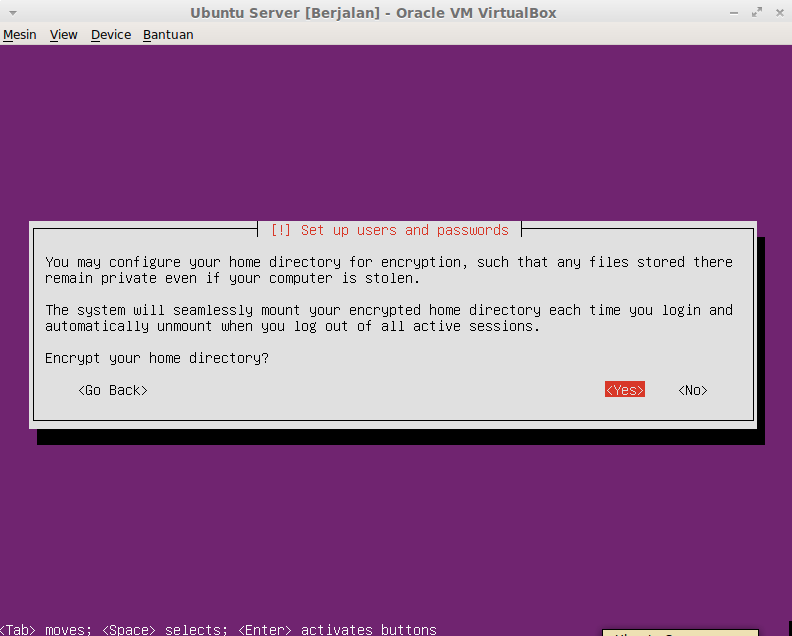 Ubuntu Server [Berjalan] - Oracle VM VirtualBox
Mesin View Device Bantuan
[!] Set up users and passwords
You may configure your home directory for encryption, such that any files stored there
remain private even if your computer is stolen.
The system will seamlessly mount your encrypted home directory each time you login and
automatically unmount when you log out of all active sessions.
Encrypt your home directory?
<Go Back> <Yes> <No>
<Tab> moves; <Space> selects; <Enter> activates buttons